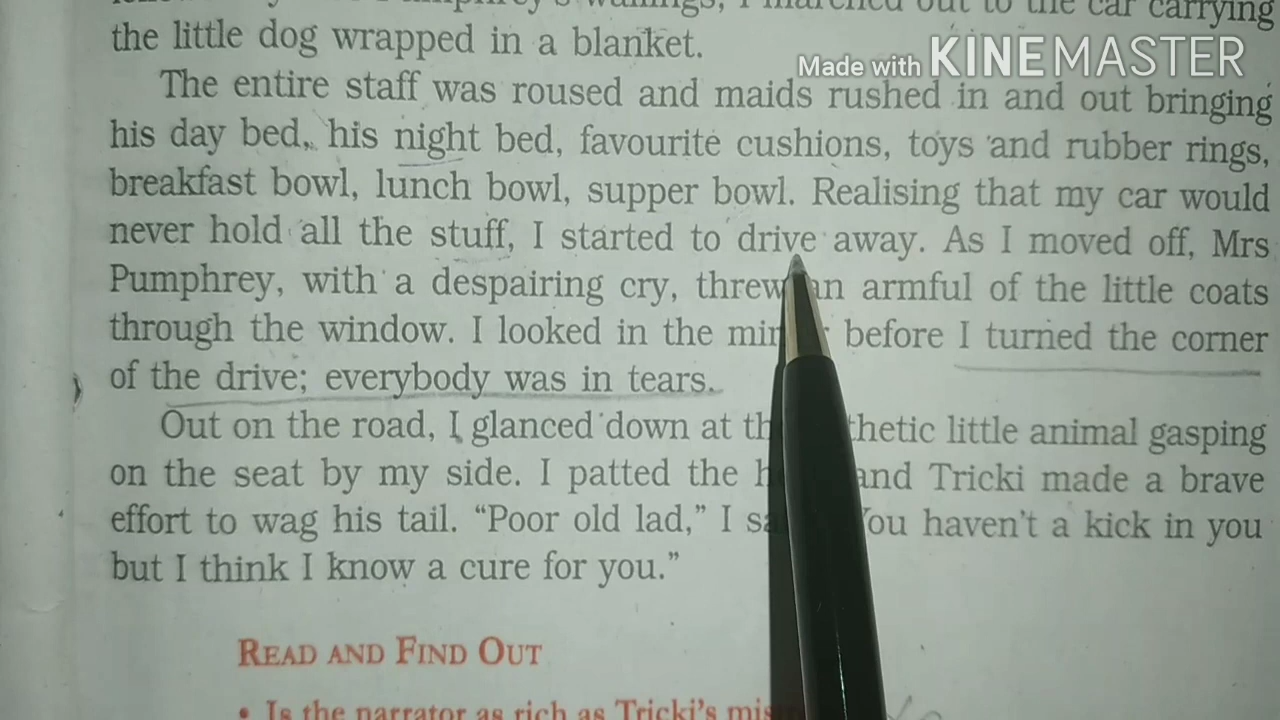 Pumphrey's wailings, I marched out to the car carrying
the little dog wrapped in a blanket.
Made with KINEMASTER
The entire staff was roused and maids rushed in and out bringing
his day bed, his night bed, favourite cushions, toys and rubber rings,
breakfast bowl, lunch bowl, supper bowl. Realising that my car would
never hold all the stuff, I started to drive away. As I moved off, Mrs
Pumphrey, with a despairing cry, threw an armful of the little coats
through the window. I looked in the before I turned the corner
of the drive; everybody was in tears.
Out on the road, I glanced down at little animal gasping
on the seat by my side. I patted the and Tricki made a brave
effort to wag his tail. “Poor old lad,” I haven't a kick in you
but I think I know a cure for you.”
READ AND FIND OUT
• Is the narrator as rich as Tricki's